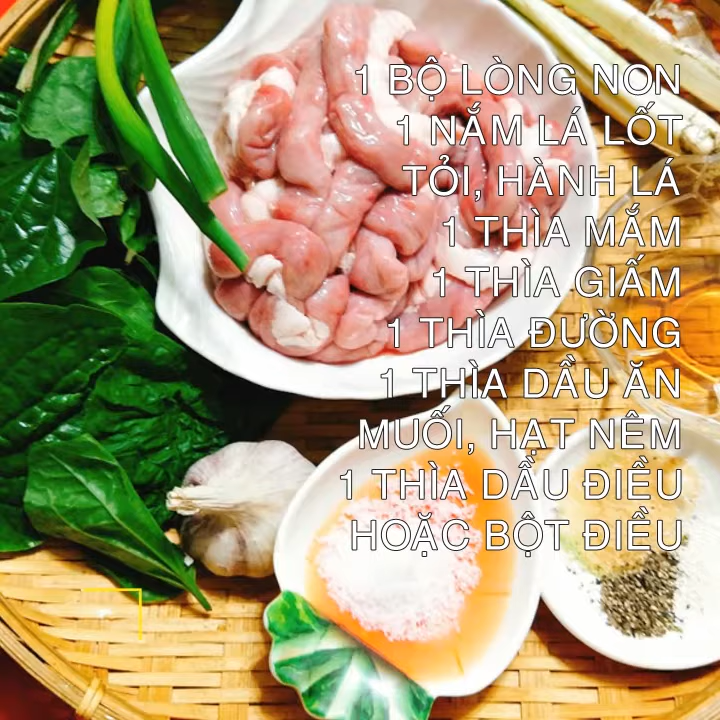 1 BỘ LÒNG NON
1 NẮM LÁ LỐT
TỎI, HÀNH LÁ
1 THÌA MẮM
1 THÌA GIẤM
1 THÌA ĐƯỜNG
1 THÌA DẦU ĂN
MUỐI, HẠT NÊM
1 THÌA DẦU ĐIỀU
HOẶC BỘT ĐIỀU